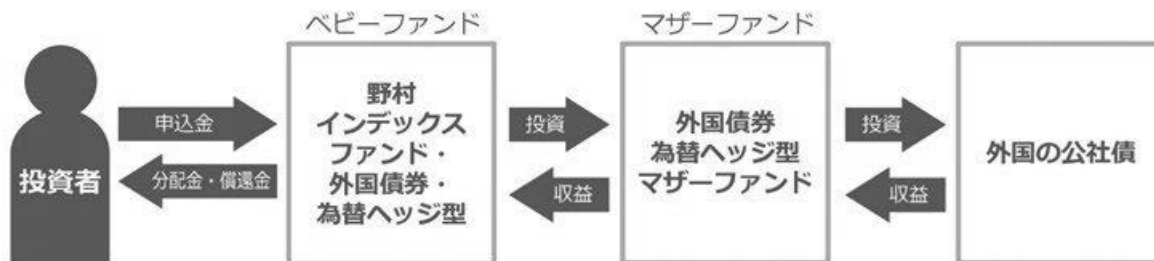 ベビーファンド
マザーファンド
投資者
申込金
分配金・償還金
野村
インデックス
ファンド・
外国債券・
為替ヘッジ型
投資
収益
外国債券
為替ヘッジ型
マザーファンド
投資
収益
外国の公社債